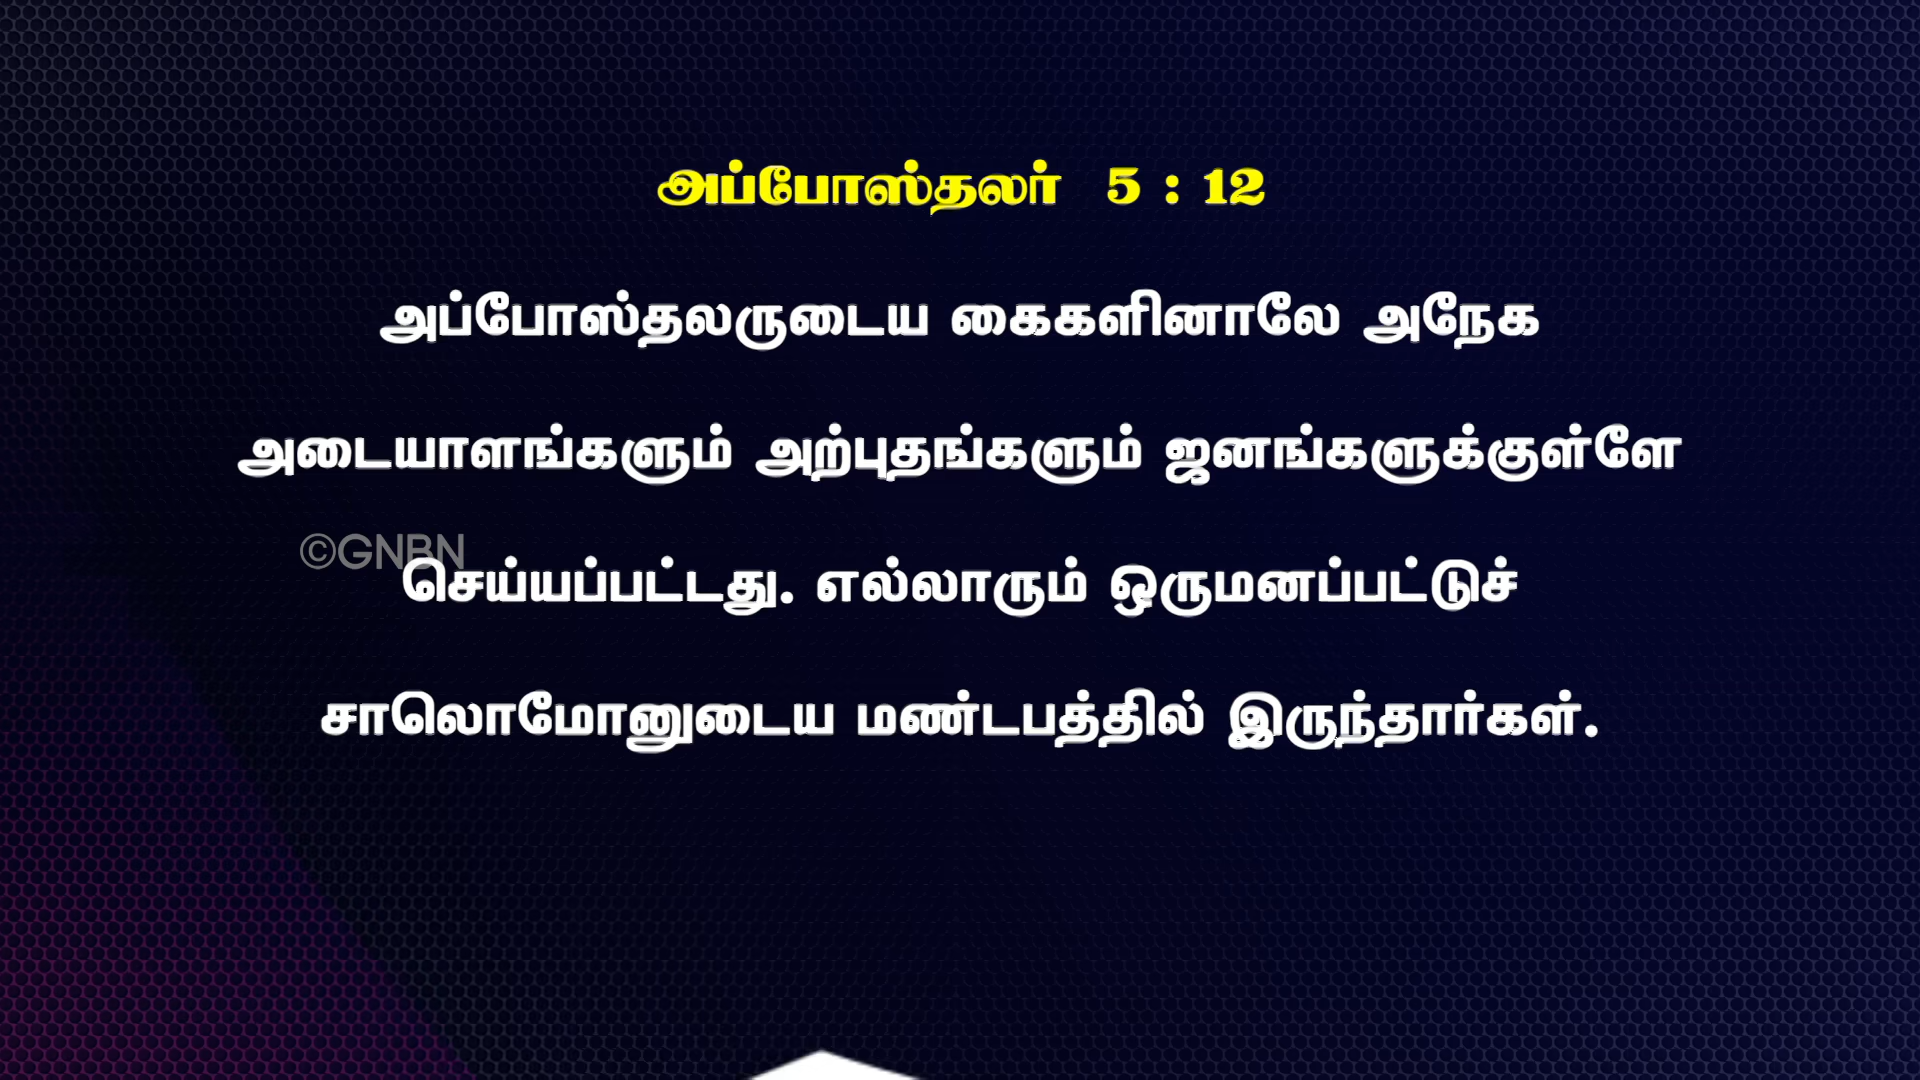 அப்போஸ்தலர் 5 : 12
அப்போஸ்தலருடைய கைகளினாலே அநேக
அடையாளங்களும் அற்புதங்களும் ஜனங்களுக்குள்ளே
©GNBN
செய்யப்பட்டது. எல்லாரும் ஒருமனப்பட்டுச்
சாலொமோனுடைய மண்டபத்தில் இருந்தார்கள்.